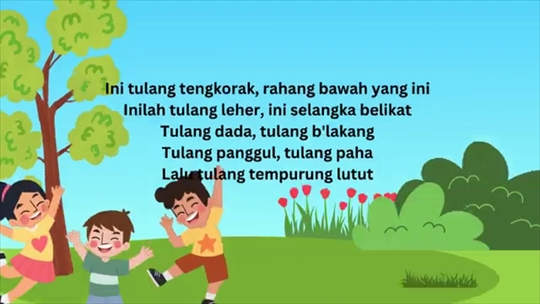 Ini tulang tengkorak, rahang bawah yang ini
Inilah tulang leher, ini selangka belikat
Tulang dada, tulang b'lakang
Tulang panggul, tulang paha
Lalu tulang tempurung lutut